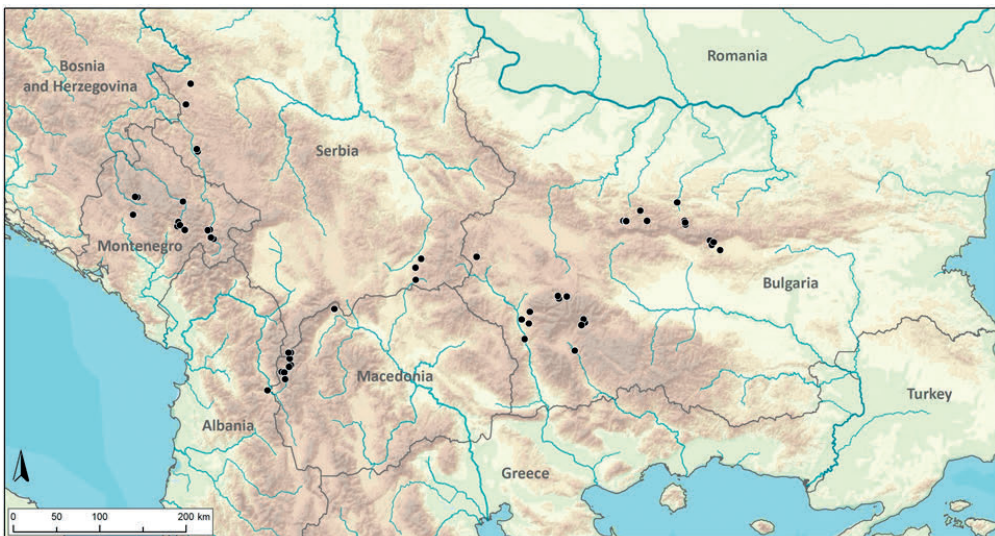 Romania
Bosnia
and Herzegovina
Serbia
Montenegro
Bulgaria
Macedonia
Turkey
Albania
Greece
0 50 100 200 km